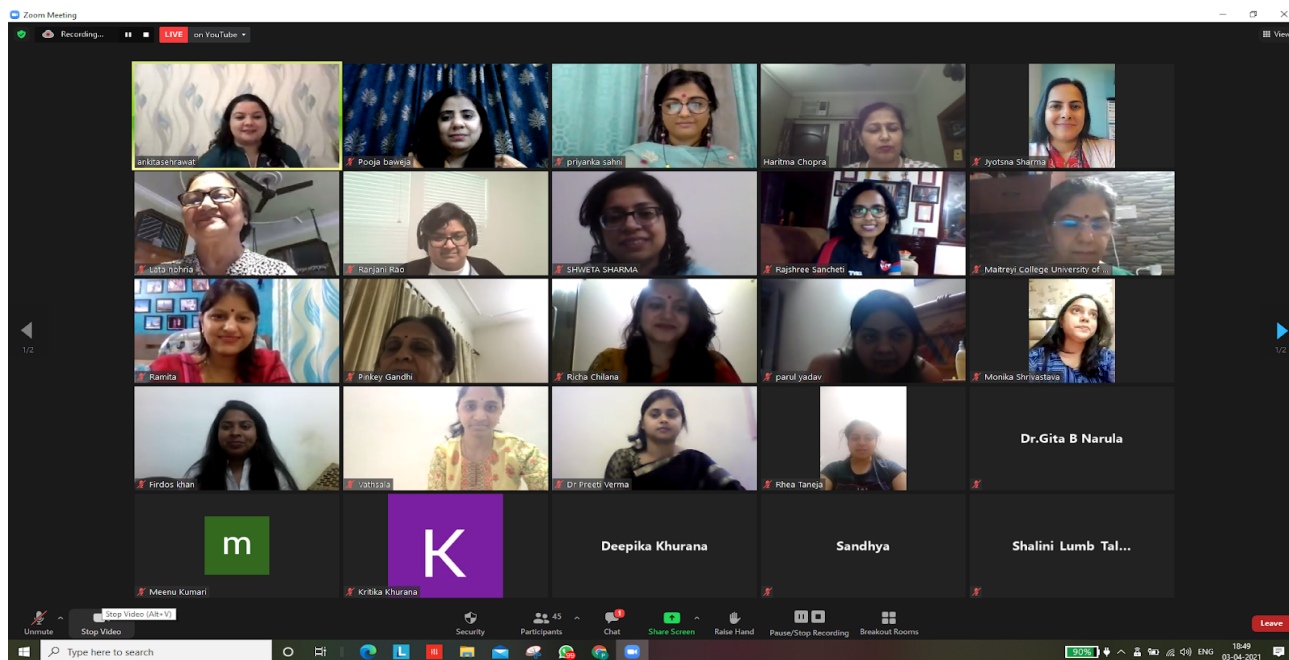 Zoom Meeting
Recording...
LIVE on YouTube
View
ankitasehrawat
Pooja baweja
priyanka sahni
Haritma Chopra
Jyotsna Sharma
Lata nohria
Ranjani Rao
SHWETA SHARMA
Rajshree Sancheti
Maitreyi College University of ...
Ramita
Pinkey Gandhi
Richa Chilana
parul yadav
Monika Shrivastava
Firdos khan
Vathsala
Dr Preeti Verma
Rhea Taneja
Dr.Gita B Narula
m
Meenu Kumari
K
Kritika Khurana
Deepika Khurana
Sandhya
Shalini Lumb Tal...
1/2
1/2
Stop Video (Alt+V)
Unmute
Stop Video
Security
45
Participants
1
Chat
Share Screen
Raise Hand
Pause/Stop Recording
Breakout Rooms
Leave
Type here to search
L
99
90%
ENG
18:49
03-04-2021